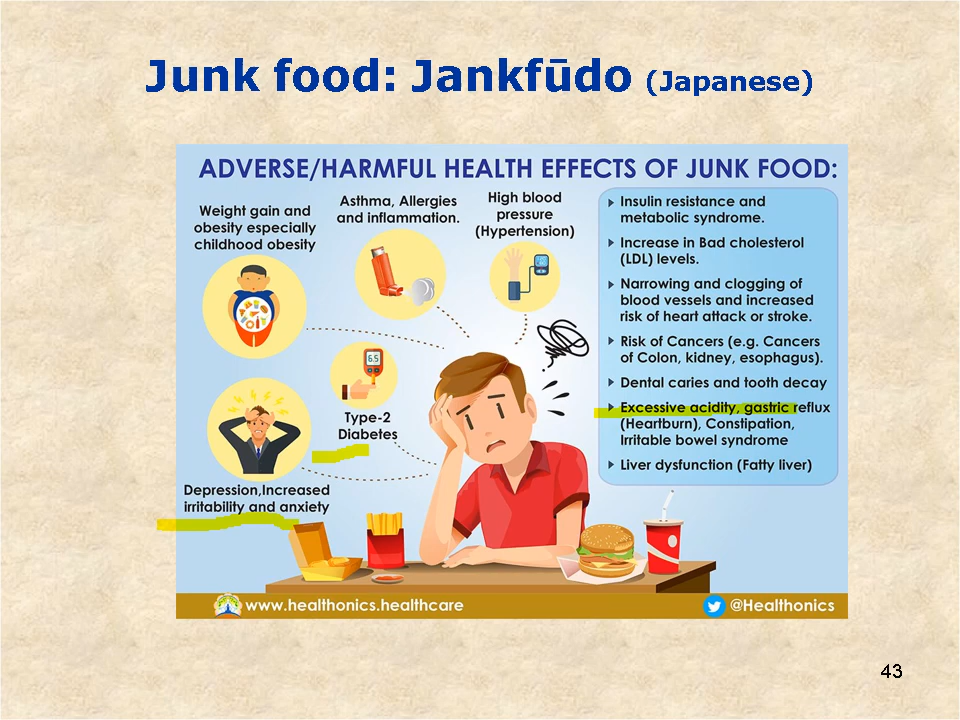 Junk food: Jankfūdo (Japanese)
ADVERSE/HARMFUL HEALTH EFFECTS OF JUNK FOOD:
Weight gain and
obesity especially
childhood obesity
Asthma, Allergies
and inflammation.
High blood
pressure
(Hypertension)
6.5
Type-2
Diabetes
Depression,Increased
irritability and anxiety
Insulin resistance and
metabolic syndrome.
Increase in Bad cholesterol
(LDL) levels.
Narrowing and clogging of
blood vessels and increased
risk of heart attack or stroke.
Risk of Cancers (e.g. Cancers
of Colon, kidney, esophagus).
Dental caries and tooth decay
Excessive acidity, gastric reflux
(Heartburn), Constipation,
Irritable bowel syndrome
Liver dysfunction (Fatty liver)
www.healthonics.healthcare
@Healthonics
43